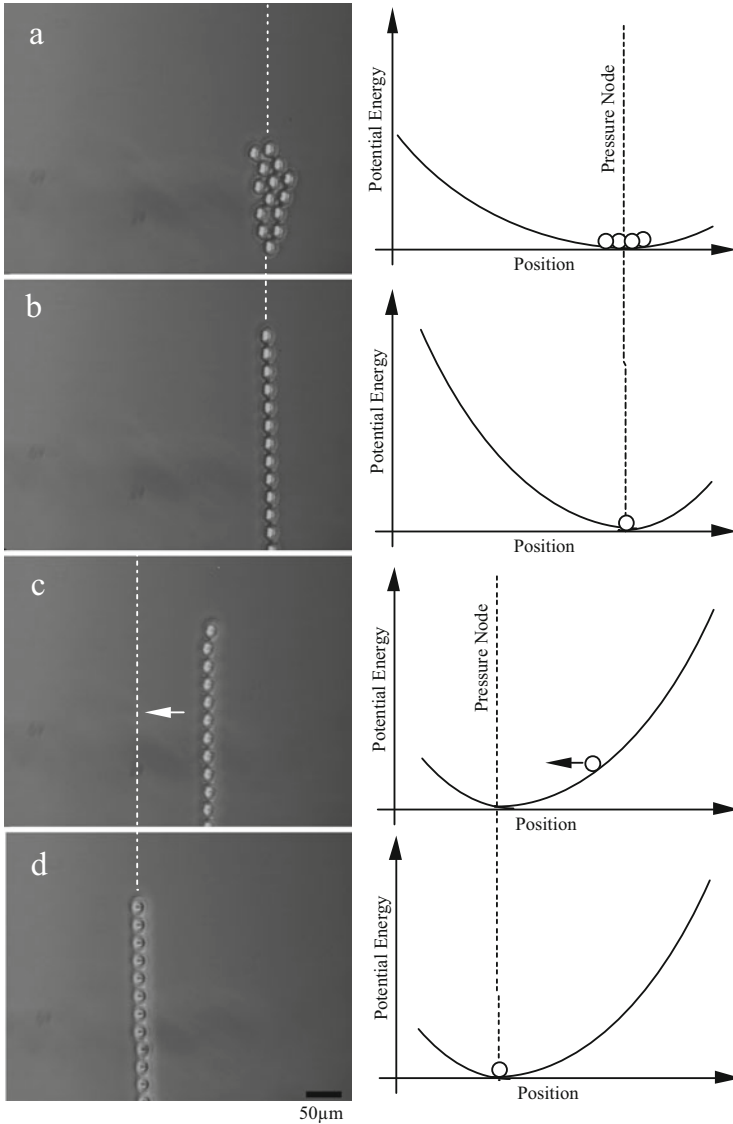 a
Potential Energy
Pressure Node
Position
b
Potential Energy
Position
c
Potential Energy
Pressure Node
Position
d
Potential Energy
Position
50µm